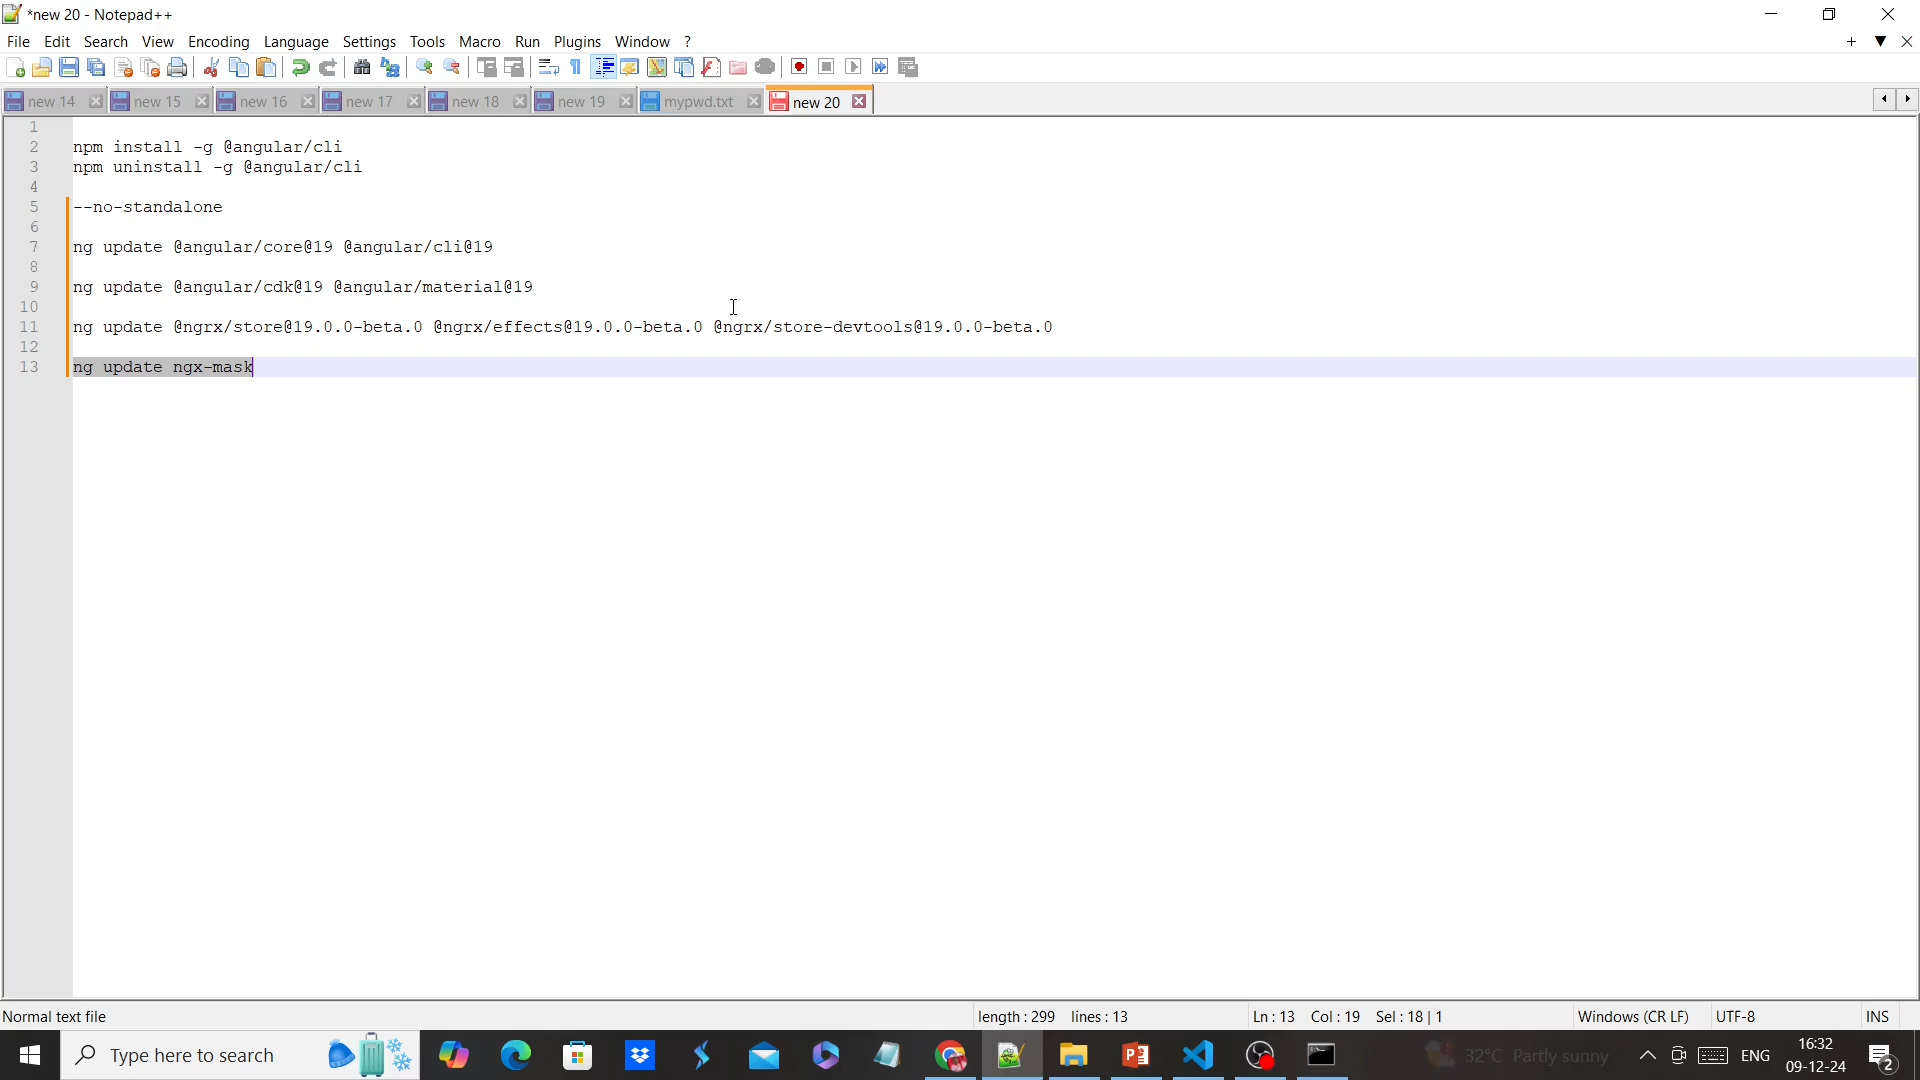 *new 20 - Notepad++
File Edit Search View Encoding Language Settings Tools Macro Run Plugins Window ?
new 14 new 15 new 16 new 17 new 18 new 19 mypwd.txt new 20
1
2 npm install -g @angular/cli
3 npm uninstall -g @angular/cli
4
5 --no-standalone
6
7 ng update @angular/core@19 @angular/cli@19
8
9 ng update @angular/cdk@19 @angular/material@19
10
11 ng update @ngrx/store@19.0.0-beta.0 @ngrx/effects@19.0.0-beta.0 @ngrx/store-devtools@19.0.0-beta.0
12
13 ng update ngx-mask
Normal text file length : 299 lines : 13 Ln : 13 Col : 19 Sel : 18 | 1 Windows (CR LF) UTF-8 INS
Type here to search 32°C Partly sunny ENG 16:32
09-12-24 2